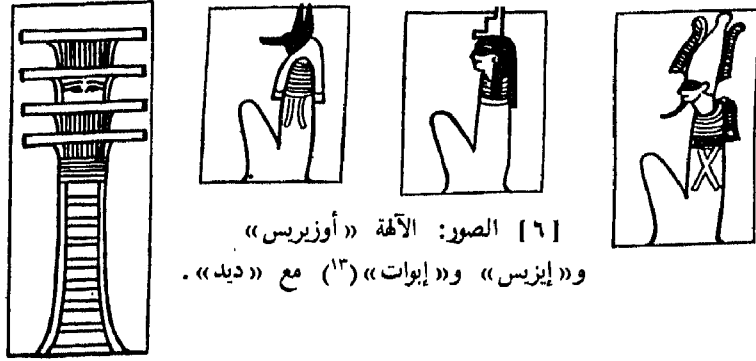 [٦] الصور: الآلهة «أوزيريس»
و«إيزيس» و«إبوات»(١٣) مع «ديد».